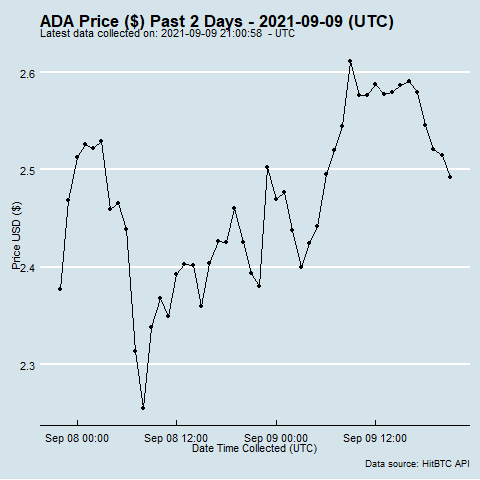 ADA Price ($) Past 2 Days - 2021-09-09 (UTC)
Latest data collected on: 2021-09-09 21:00:58  - UTC
2.6
2.5
2.4
2.3
Price USD ($)
Sep 08 00:00
Sep 08 12:00
Sep 09 00:00
Sep 09 12:00
Date Time Collected (UTC)
Data source: HitBTC API